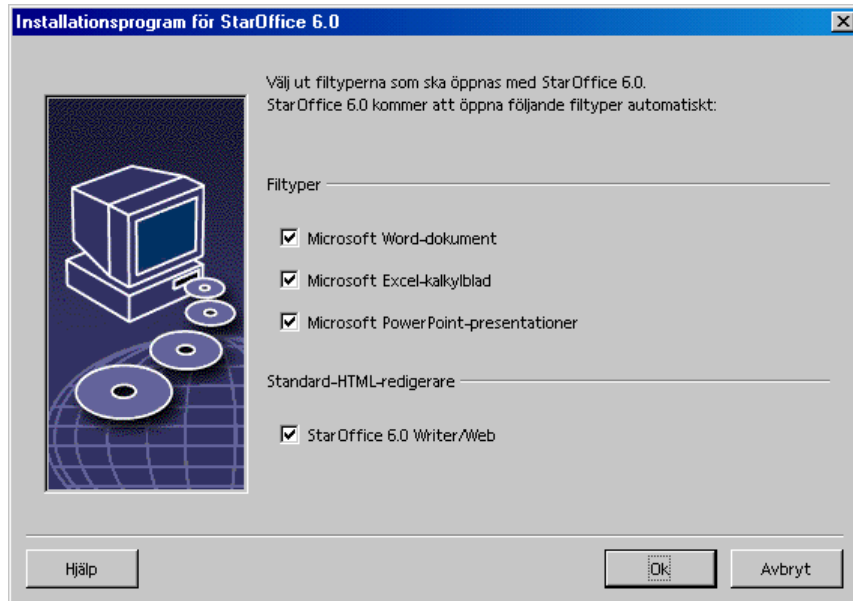 Installationsprogram för StarOffice 6.0
Välj ut filtyperna som ska öppnas med StarOffice 6.0.
StarOffice 6.0 kommer att öppna följande filtyper automatiskt:
Filtyper
Microsoft Word-dokument
Microsoft Excel-kalkylblad
Microsoft PowerPoint-presentationer
Standard-HTML-redigerare
StarOffice 6.0 Writer/Web
Hjälp
Ok
Avbryt